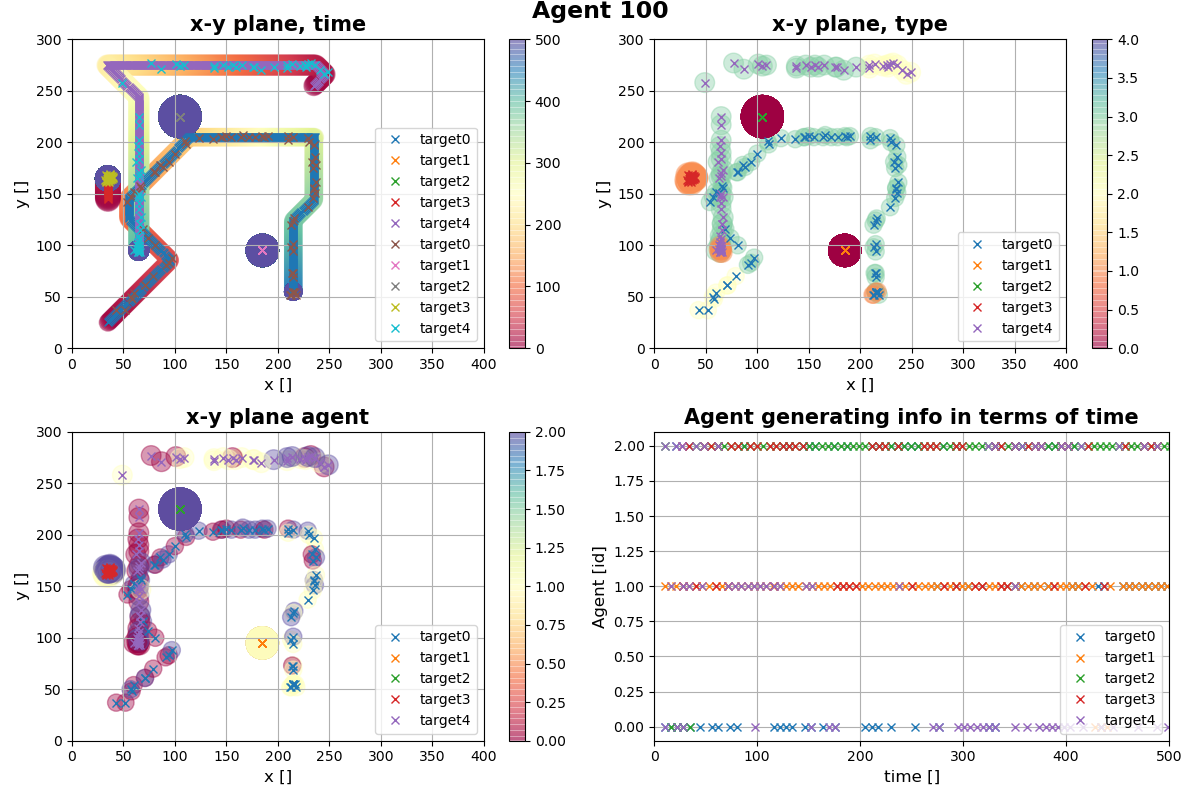 Agent 100
x-y plane, time
x-y plane, type
300
250
200
150
100
50
0
y []
0 50 100 150 200 250 300 350 400
x []
target0
target1
target2
target3
target4
target0
target1
target2
target3
target4
500
400
300
200
100
0
300
250
200
150
100
50
0
y []
0 50 100 150 200 250 300 350 400
x []
target0
target1
target2
target3
target4
4.0
3.5
3.0
2.5
2.0
1.5
1.0
0.5
0.0
x-y plane agent
300
250
200
150
100
50
0
y []
0 50 100 150 200 250 300 350 400
x []
target0
target1
target2
target3
target4
2.00
1.75
1.50
1.25
1.00
0.75
0.50
0.25
0.00
Agent generating info in terms of time
2.00
1.75
1.50
1.25
1.00
0.75
0.50
0.25
0.00
Agent [id]
0 100 200 300 400 500
time []
target0
target1
target2
target3
target4